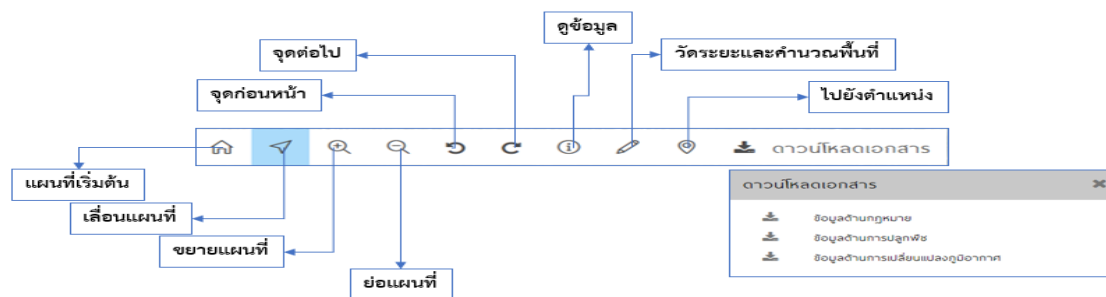 ดูข้อมูล
จุดต่อไป
วัดระยะและคำนวณพื้นที่
จุดก่อนหน้า
ไปยังตำแหน่ง
ดาวน์โหลดเอกสาร
แผนที่เริ่มต้น
ดาวน์โหลดเอกสาร
เลื่อนแผนที่
ข้อมูลด้านกฎหมาย
ขยายแผนที่
ข้อมูลด้านการปลูกพืช
ข้อมูลด้านการเปลี่ยนแปลงภูมิอากาศ
ย่อแผนที่